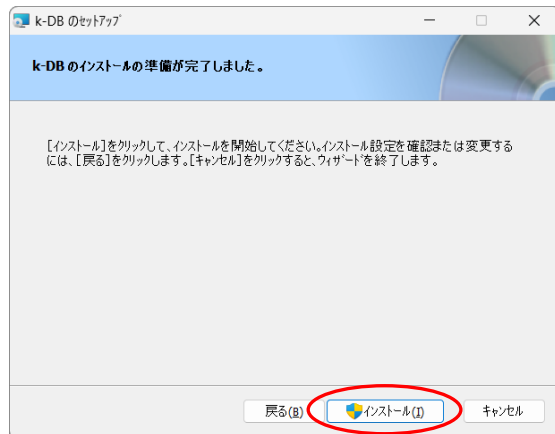 k-DB のセットアップ
k-DB のインストールの準備が完了しました。
[インストール]をクリックして、インストールを開始してください。インストール設定を確認または変更する
には、[戻る]をクリックします。[キャンセル]をクリックすると、ウィザードを終了します。
戻る(B) インストール(I) キャンセル